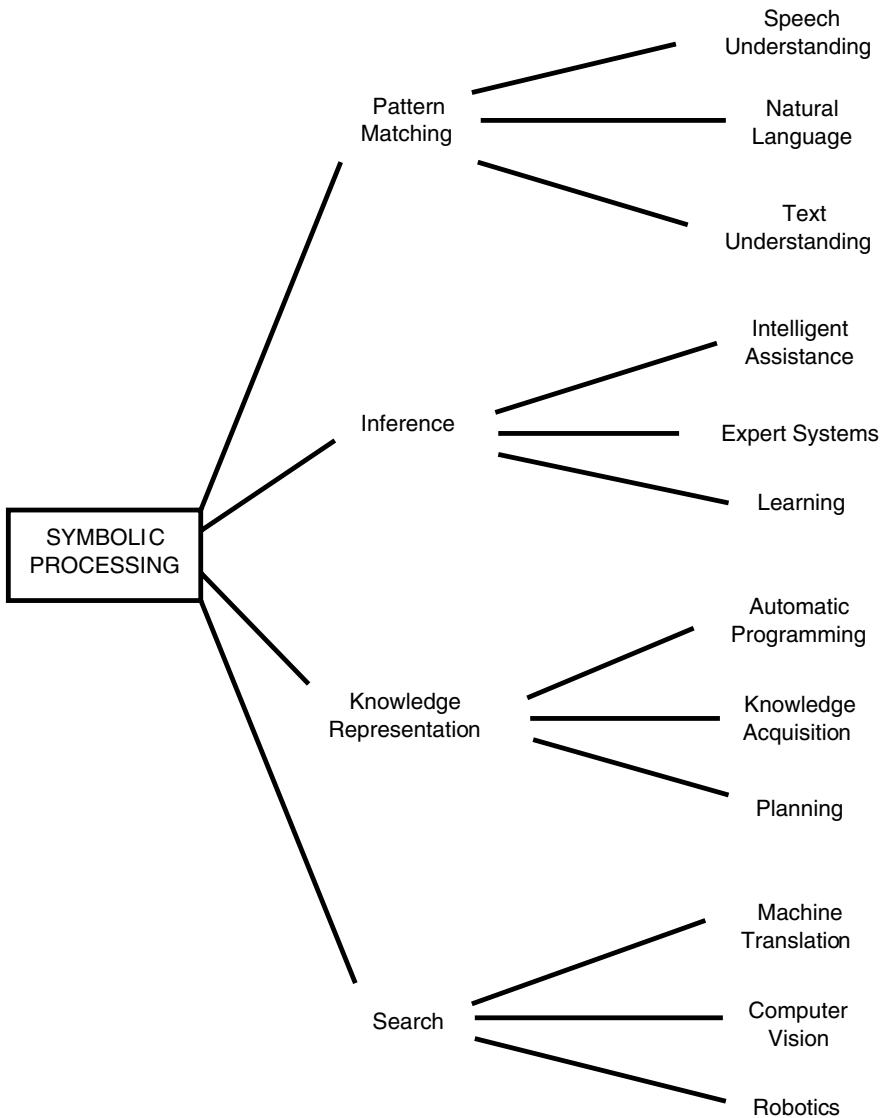 Speech
Understanding
Pattern
Matching
Natural
Language
Text
Understanding
Intelligent
Assistance
Inference
Expert Systems
Learning
SYMBOLIC
PROCESSING
Automatic
Programming
Knowledge
Representation
Knowledge
Acquisition
Planning
Machine
Translation
Search
Computer
Vision
Robotics